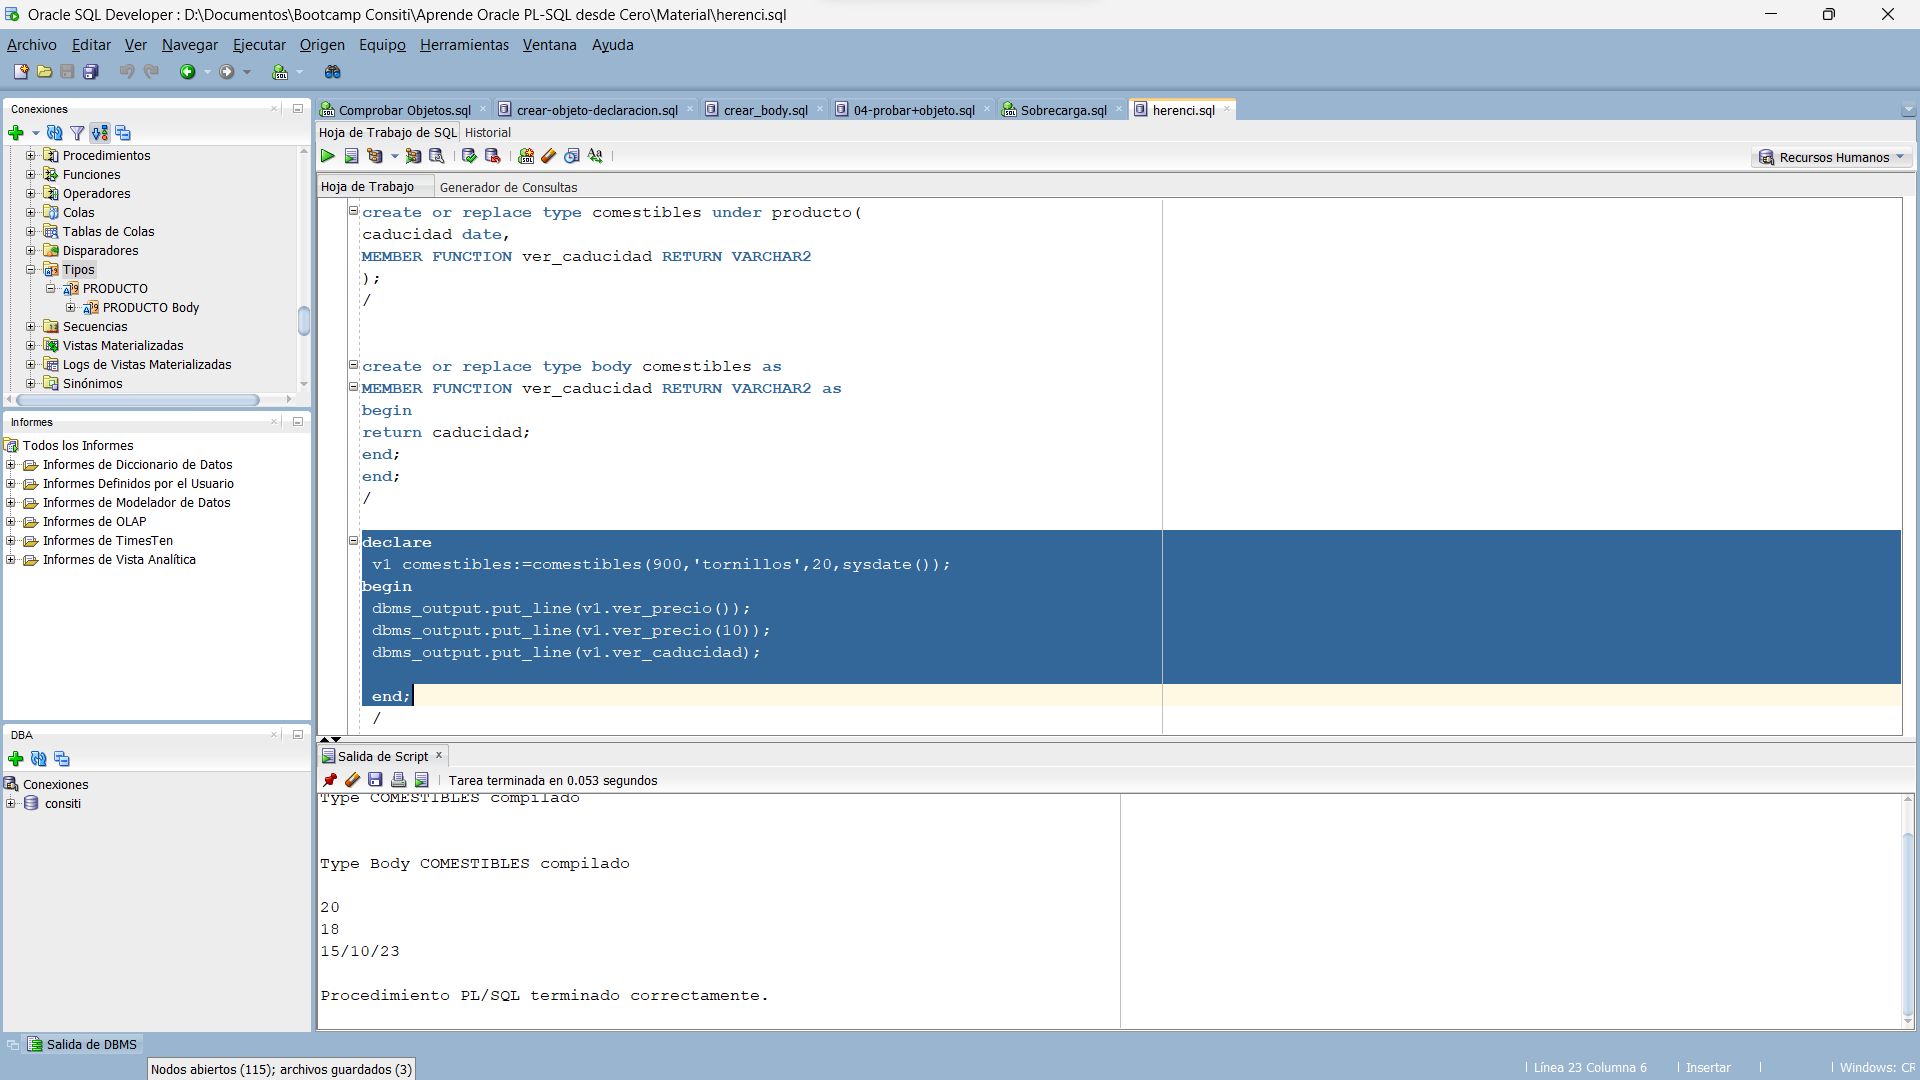 Oracle SQL Developer : D:\Documentos\Bootcamp Consiti\Aprende Oracle PL-SQL desde Cero\Material\herenci.sql
Archivo Editar Ver Navegar Ejecutar Origen Equipo Herramientas Ventana Ayuda
Conexiones
Procedimientos
Funciones
Operadores
Colas
Tablas de Colas
Disparadores
Tipos
PRODUCTO
PRODUCTO Body
Secuencias
Vistas Materializadas
Logs de Vistas Materializadas
Sinónimos
Informes
Todos los Informes
Informes de Diccionario de Datos
Informes Definidos por el Usuario
Informes de Modelador de Datos
Informes de OLAP
Informes de TimesTen
Informes de Vista Analítica
DBA
Conexiones
consiti
Comprobar Objetos.sql crear-objeto-declaracion.sql crear_body.sql 04-probar+objeto.sql Sobrecarga.sql herenci.sql
Hoja de Trabajo de SQL Historial
Recursos Humanos
Hoja de Trabajo Generador de Consultas
create or replace type comestibles under producto(
caducidad date,
MEMBER FUNCTION ver_caducidad RETURN VARCHAR2
);
/
create or replace type body comestibles as
MEMBER FUNCTION ver_caducidad RETURN VARCHAR2 as
begin
return caducidad;
end;
end;
/
declare
v1 comestibles:=comestibles(900,'tornillos',20,sysdate());
begin
dbms_output.put_line(v1.ver_precio());
dbms_output.put_line(v1.ver_precio(10));
dbms_output.put_line(v1.ver_caducidad);
end;
/
Salida de Script
Tarea terminada en 0.053 segundos
Type COMESTIBLES compilado
Type Body COMESTIBLES compilado
20
18
15/10/23
Procedimiento PL/SQL terminado correctamente.
Salida de DBMS
Nodos abiertos (115); archivos guardados (3)
Línea 23 Columna 6 Insertar Windows: CR